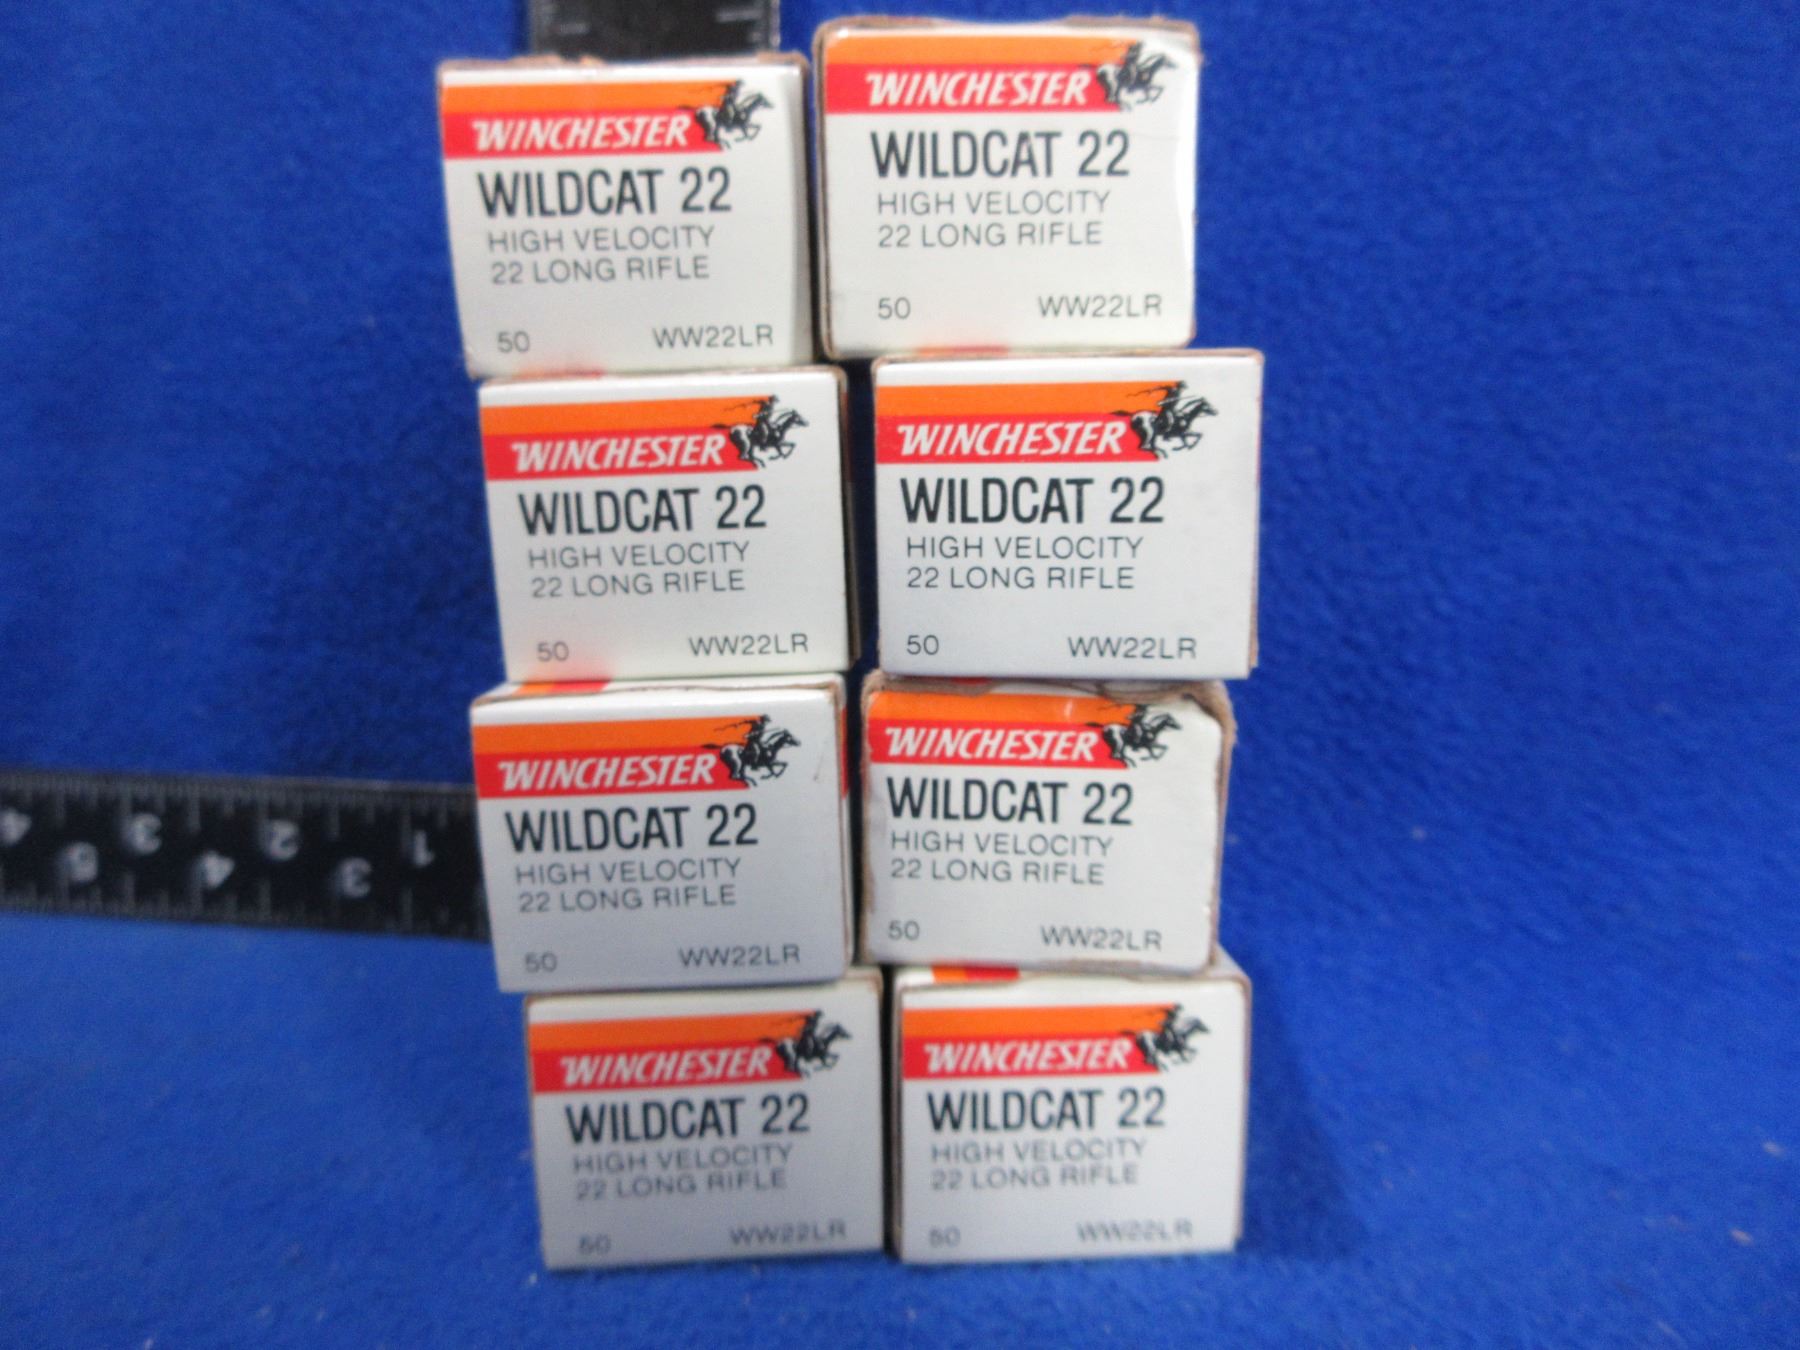 WINCHESTER
WILDCAT 22
HIGH VELOCITY
22 LONG RIFLE
50 WW22LR
WINCHESTER
WILDCAT 22
HIGH VELOCITY
22 LONG RIFLE
50 WW22LR
WINCHESTER
WILDCAT 22
HIGH VELOCITY
22 LONG RIFLE
50 WW22LR
WINCHESTER
WILDCAT 22
HIGH VELOCITY
22 LONG RIFLE
50 WW22LR
WINCHESTER
WILDCAT 22
HIGH VELOCITY
22 LONG RIFLE
50 WW22LR
WINCHESTER
WILDCAT 22
HIGH VELOCITY
22 LONG RIFLE
50 WW22LR
4 3 2 1
5 4 3
WINCHESTER
WILDCAT 22
HIGH VELOCITY
22 LONG RIFLE
50 WW22LR
WINCHESTER
WILDCAT 22
HIGH VELOCITY
22 LONG RIFLE
50 WW22LR